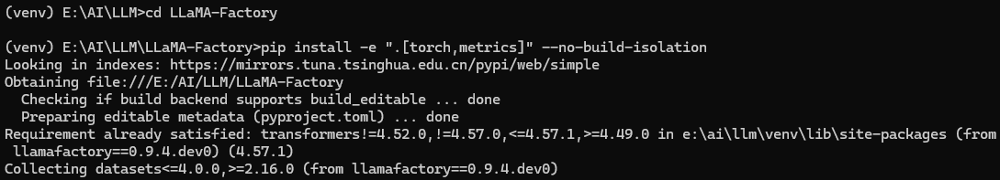 (venv) E:\AI\LLM>cd LLaMA-Factory
(venv) E:\AI\LLM\LLaMA-Factory>pip install -e ".[torch,metrics]" --no-build-isolation
Looking in indexes: https://mirrors.tuna.tsinghua.edu.cn/pypi/web/simple
Obtaining file:///E:/AI/LLM/LLaMA-Factory
  Checking if build backend supports build_editable ... done
  Preparing editable metadata (pyproject.toml) ... done
Requirement already satisfied: transformers!=4.52.0,!=4.57.0,<=4.57.1,>=4.49.0 in e:\ai\llm\venv\lib\site-packages (from
 llamafactory==0.9.4.dev0) (4.57.1)
Collecting datasets<=4.0.0,>=2.16.0 (from llamafactory==0.9.4.dev0)